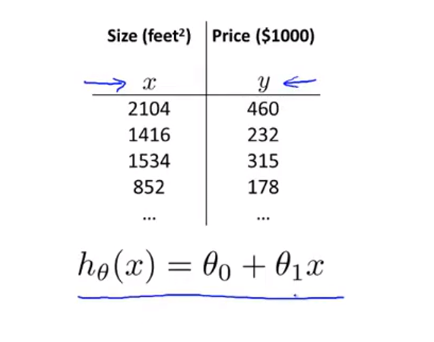 Size (feet²) Price ($1000)
x y
2104 460
1416 232
1534 315
852 178
... ...
hθ(x) = θ₀ + θ₁x